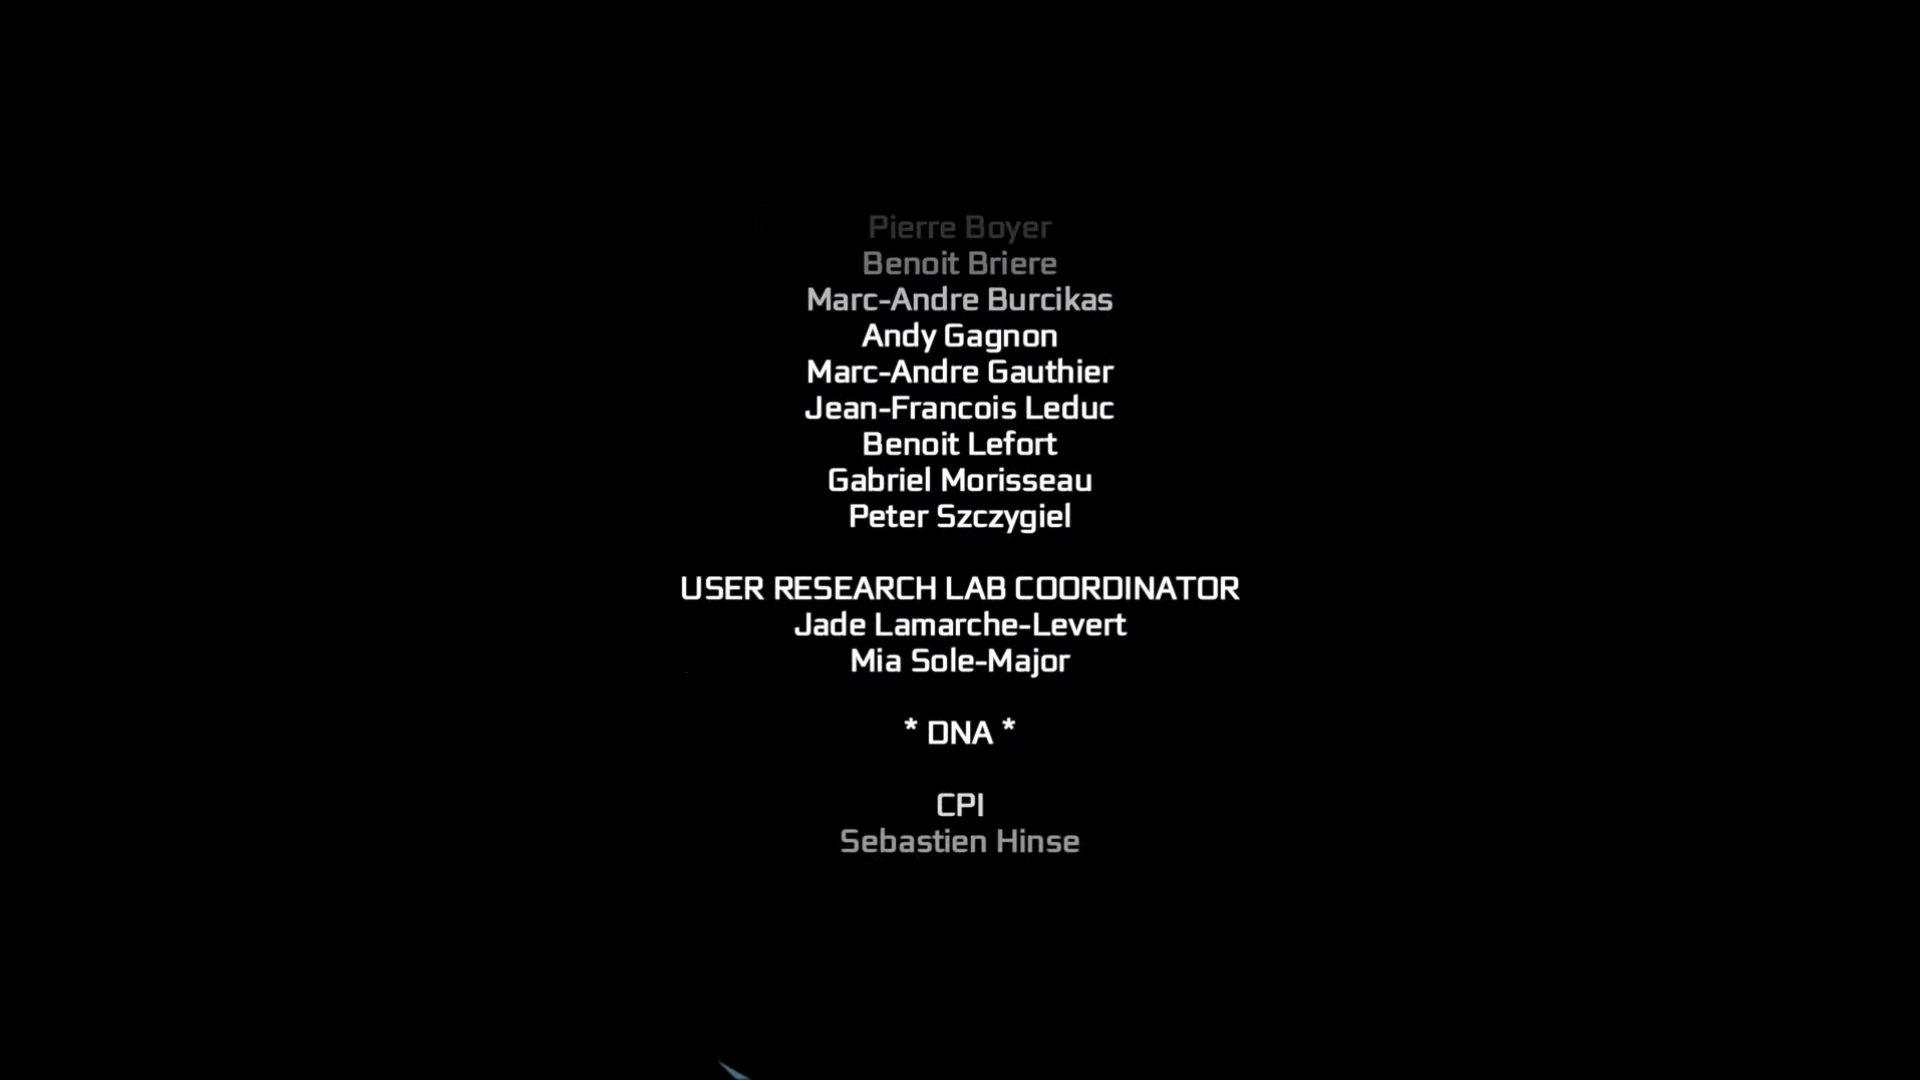 Pierre Boyer
Benoit Briere
Marc-Andre Burcikas
Andy Gagnon
Marc-Andre Gauthier
Jean-Francois Leduc
Benoit Lefort
Gabriel Morisseau
Peter Szczygiel
USER RESEARCH LAB COORDINATOR
Jade Lamarche-Levert
Mia Sole-Major
* DNA *
CPI
Sebastien Hinse